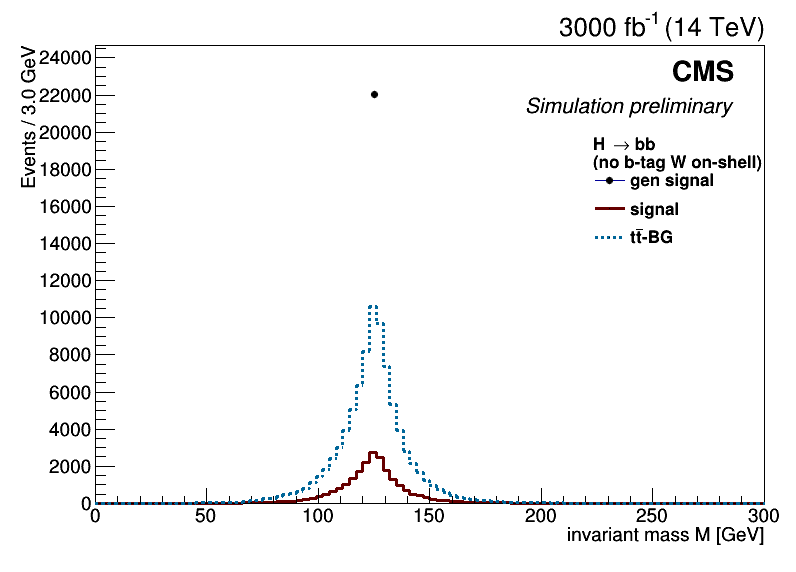 3000 fb-1 (14 TeV)
CMS
Simulation preliminary
H → bb
(no b-tag W on-shell)
gen signal
signal
tt̄-BG
Events / 3.0 GeV
24000
22000
20000
18000
16000
14000
12000
10000
8000
6000
4000
2000
0
0 50 100 150 200 250 300
invariant mass M [GeV]